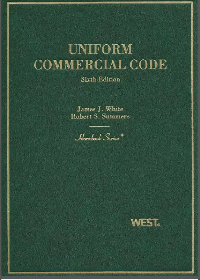 UNIFORM
COMMERCIAL CODE
Sixth Edition
James J. White
Robert S. Summers
Hornbook Series®
WEST®